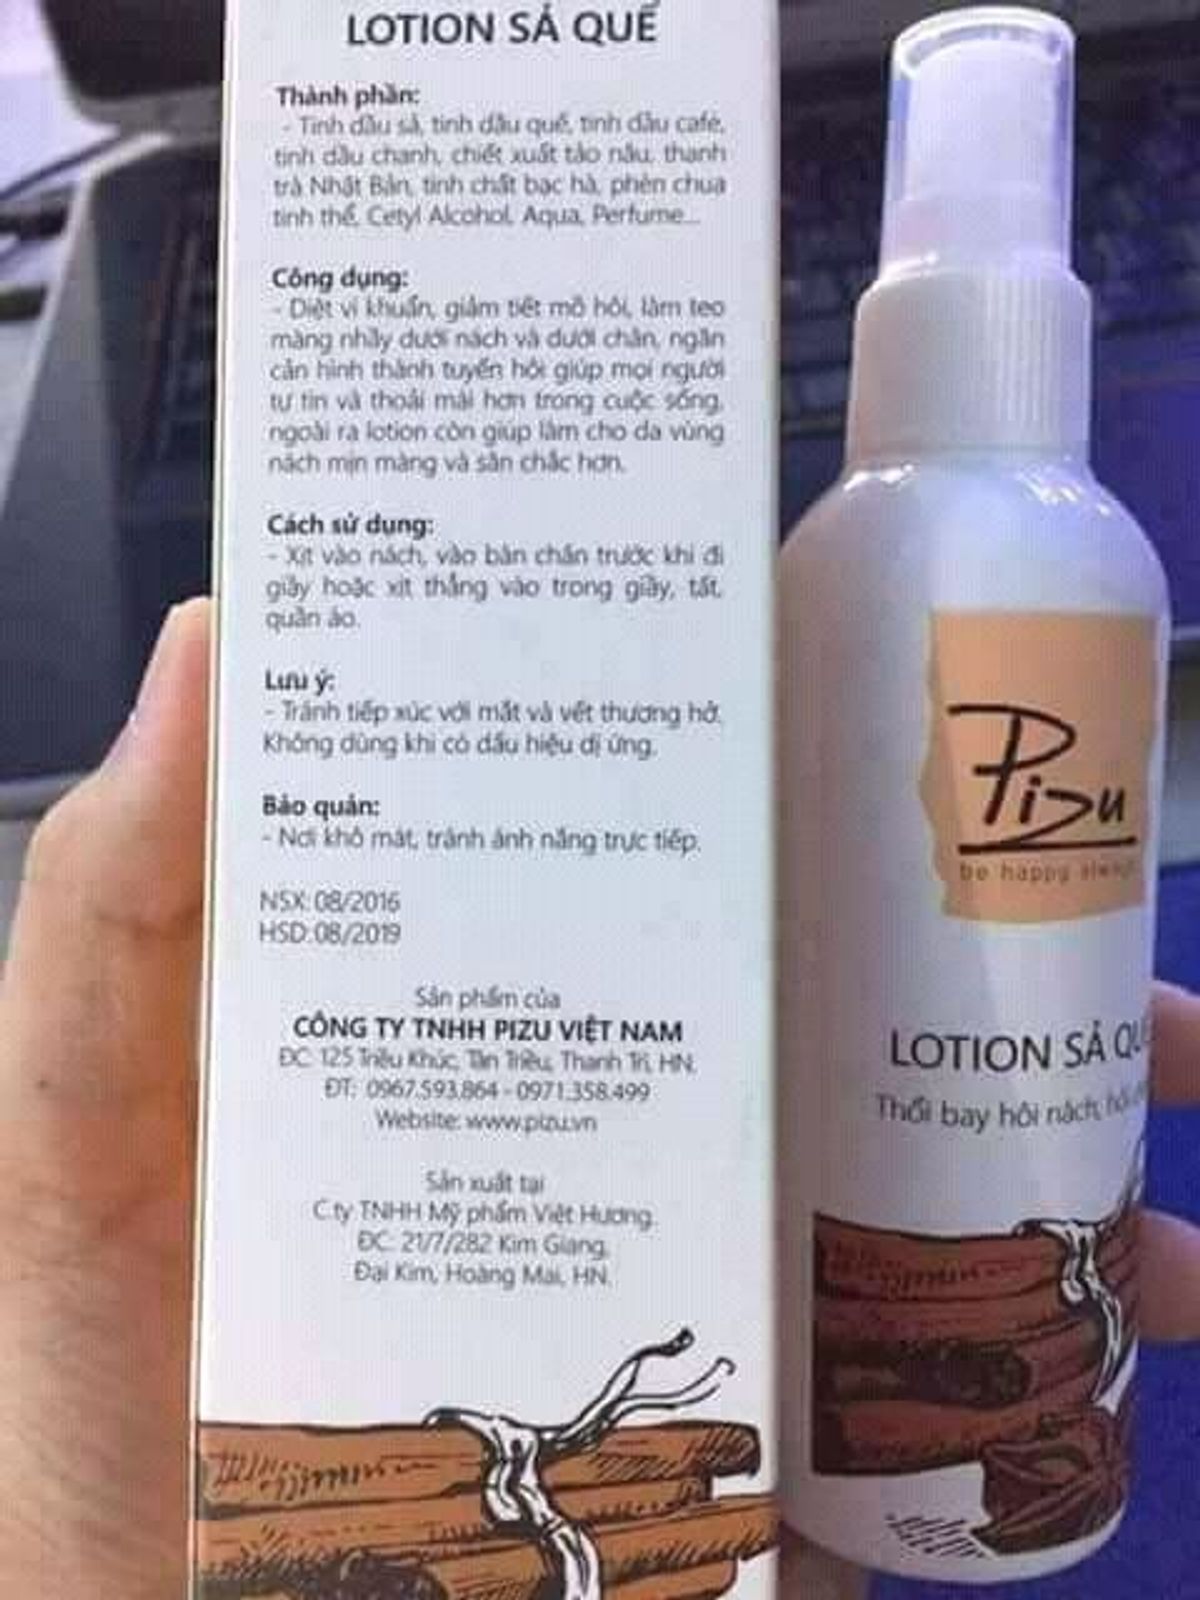 LOTION SẢ QUẾ
Thành phần:
- Tinh dầu sả, tinh dầu quế, tinh dầu café,
tinh dầu chanh, chiết xuất tảo nâu, thanh
trà Nhật Bản, tinh chất bạc hà, phèn chua
tinh thể, Cetyl Alcohol, Aqua, Perfume...
Công dụng:
- Diệt vi khuẩn, giảm tiết mồ hôi, làm teo
màng nhầy dưới nách và dưới chân, ngăn
cản hình thành tuyến hôi giúp mọi người
tự tin và thoải mái hơn trong cuộc sống,
ngoài ra lotion còn giúp làm cho da vùng
nách mịn màng và săn chắc hơn.
Cách sử dụng:
- Xịt vào nách, vào bàn chân trước khi đi
giầy hoặc xịt thẳng vào trong giầy, tất,
quần áo.
Lưu ý:
- Tránh tiếp xúc với mắt và vết thương hở.
Không dùng khi có dấu hiệu dị ứng.
Bảo quản:
- Nơi khô mát, tránh ánh nắng trực tiếp.
NSX: 08/2016
HSD:08/2019
Sản phẩm của
CÔNG TY TNHH PIZU VIỆT NAM
ĐC: 125 Triều Khúc, Tân Triều, Thanh Trì, HN.
ĐT: 0967.593.864 - 0971.358.499
Website: www.pizu.vn
Sản xuất tại
C.ty TNHH Mỹ phẩm Việt Hương.
ĐC: 21/7/282 Kim Giang,
Đại Kim, Hoàng Mai, HN.
Pizu
be happy always
LOTION SẢ QUẾ
Thổi bay hôi nách, hôi